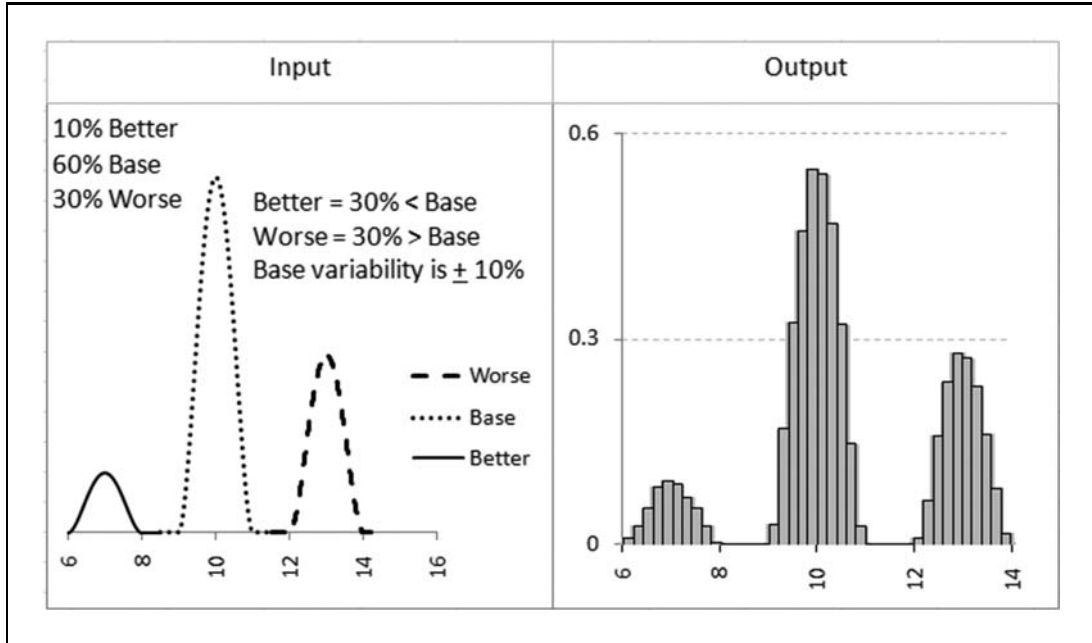 Input
Output
10% Better
60% Base
30% Worse
Better = 30% < Base
Worse = 30% > Base
Base variability is ± 10%
Worse
Base
Better
6
8
10
12
14
16
0.6
0.3
0
6
8
10
12
14